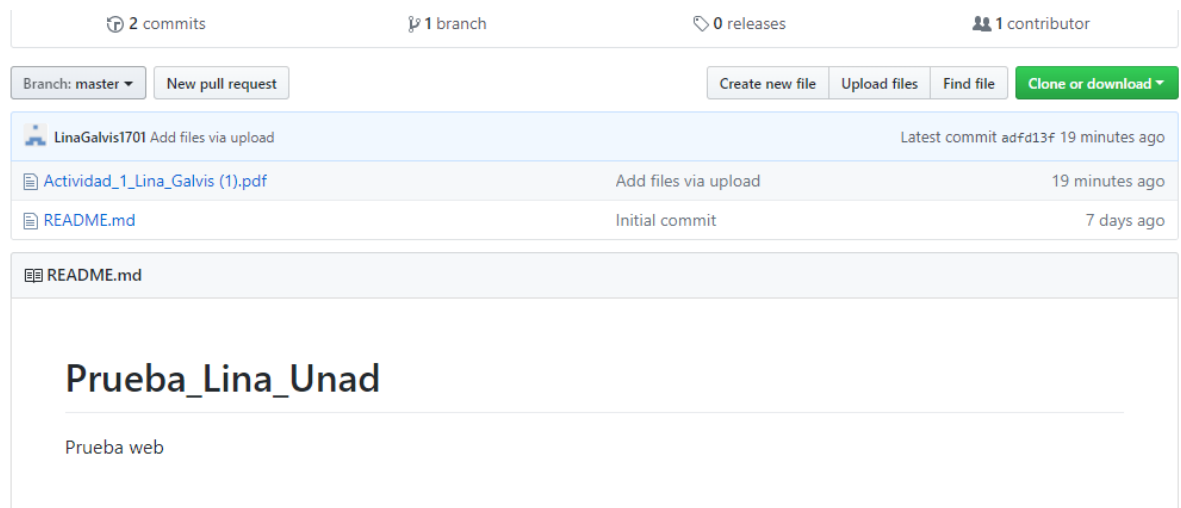 2 commits 1 branch 0 releases 1 contributor
Branch: master New pull request Create new file Upload files Find file Clone or download
LinaGalvis1701 Add files via upload Latest commit adfd13f 19 minutes ago
Actividad_1_Lina_Galvis (1).pdf Add files via upload 19 minutes ago
README.md Initial commit 7 days ago
README.md
Prueba_Lina_Unad
Prueba web